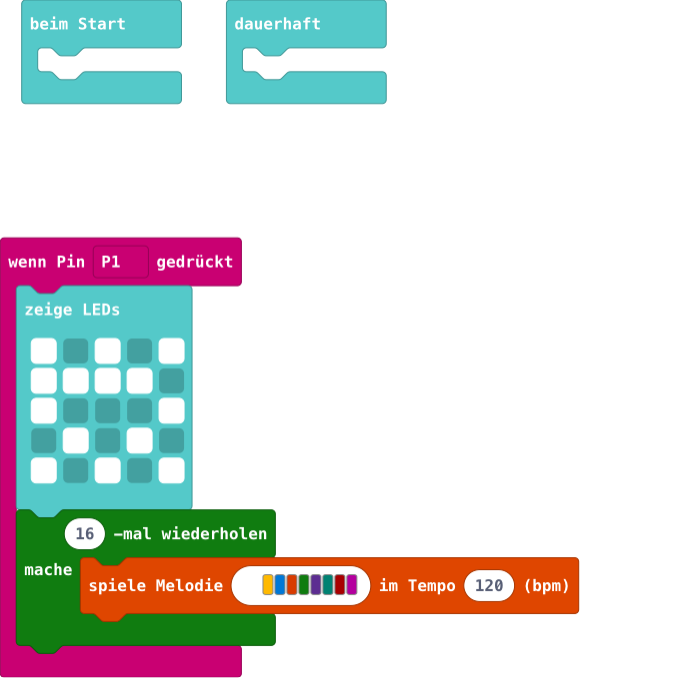 beim Start
dauerhaft
wenn Pin P1 gedrückt
zeige LEDs
16 -mal wiederholen
mache
spiele Melodie im Tempo 120 (bpm)